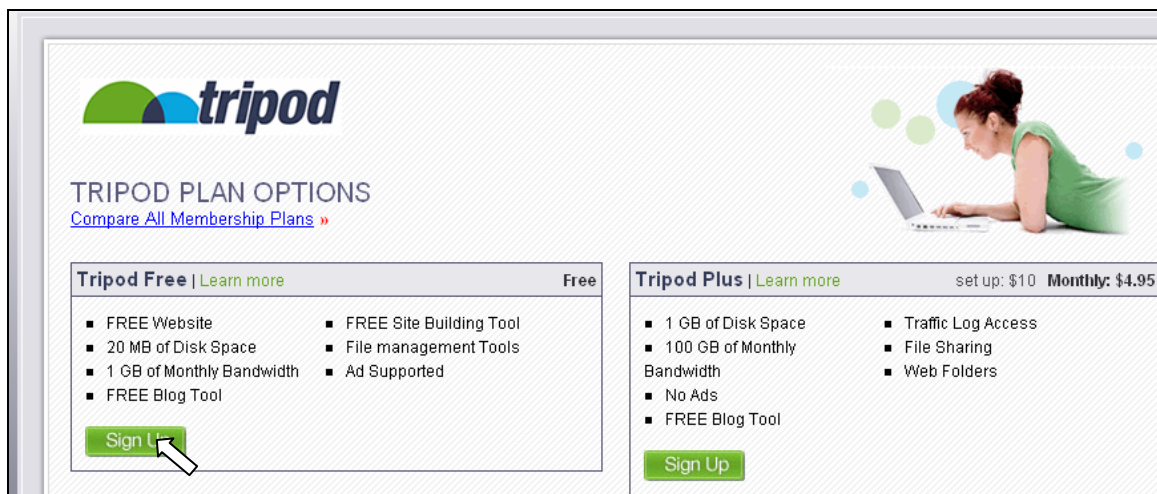 tripod
TRIPOD PLAN OPTIONS
Compare All Membership Plans »
Tripod Free | Learn more Free
FREE Website
20 MB of Disk Space
1 GB of Monthly Bandwidth
FREE Blog Tool
FREE Site Building Tool
File management Tools
Ad Supported
Sign Up
Tripod Plus | Learn more set up: $10 Monthly: $4.95
1 GB of Disk Space
100 GB of Monthly
Bandwidth
No Ads
FREE Blog Tool
Traffic Log Access
File Sharing
Web Folders
Sign Up